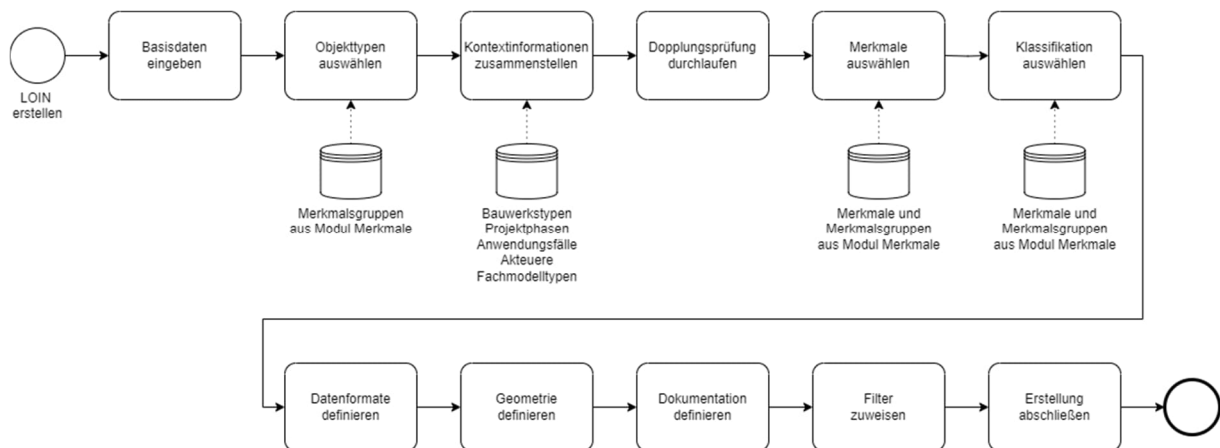 LOIN
erstellen
Basisdaten
eingeben
Objekttypen
auswählen
Kontextinformationen
zusammenstellen
Dopplungsprüfung
durchlaufen
Merkmale
auswählen
Klassifikation
auswählen
Merkmalsgruppen
aus Modul Merkmale
Bauwerkstypen
Projektphasen
Anwendungsfälle
Akteuere
Fachmodelltypen
Merkmale und
Merkmalsgruppen
aus Modul Merkmale
Merkmale und
Merkmalsgruppen
aus Modul Merkmale
Datenformate
definieren
Geometrie
definieren
Dokumentation
definieren
Filter
zuweisen
Erstellung
abschließen